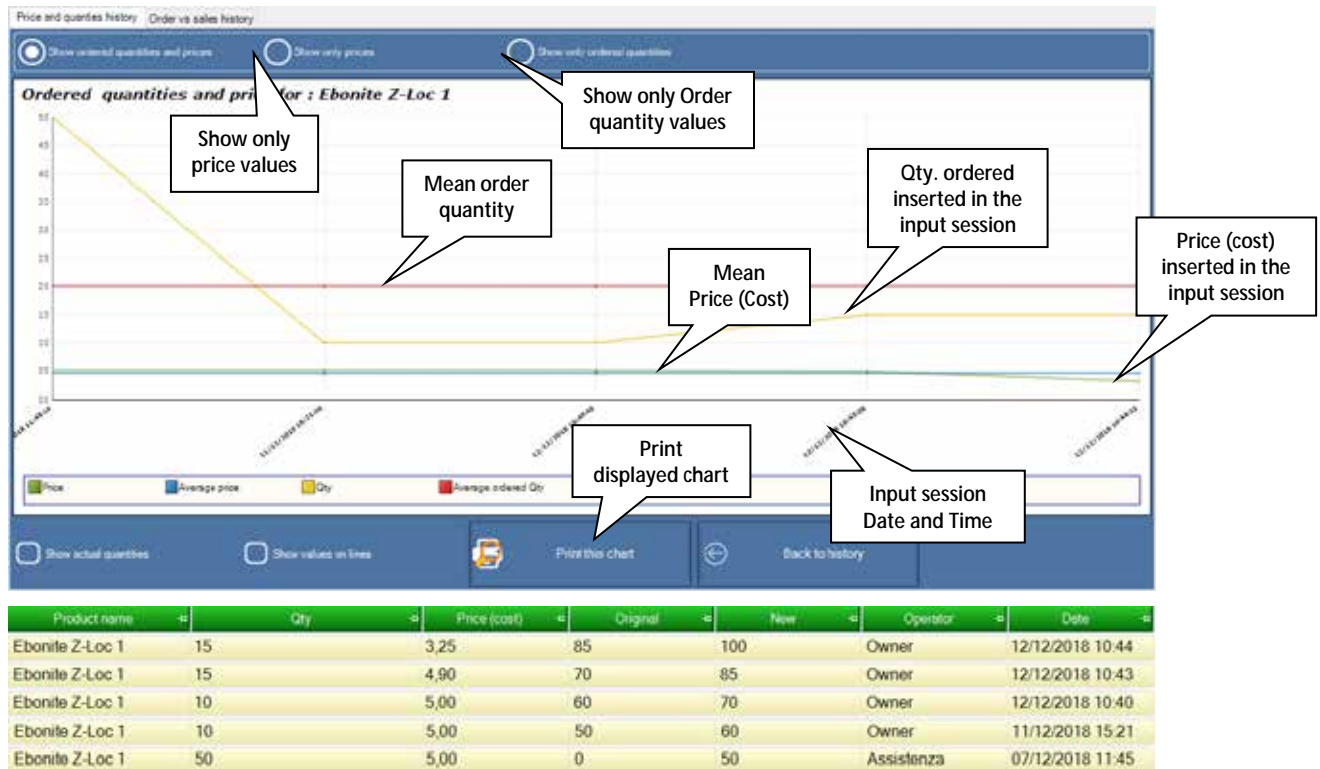 Price and quanties history Order vs sales history
Show ordered quantities and prices Show only prices Show only ordered quantities
Ordered quantities and pri for : Ebonite Z-Loc 1
Show only
price values
Show only Order
quantity values
Mean order
quantity
Qty. ordered
inserted in the
input session
Mean
Price (Cost)
Price (cost)
inserted in the
input session
50
45
40
20
15
Print
displayed chart
Input session
Date and Time
Price Average price Qty Average ordered Qty
Show actual quantities Show values on lines Print this chart Back to history
Product name Qty Price (cost) Original New Operator Date
Ebonite Z-Loc 1 15 3,25 85 100 Owner 12/12/2018 10:44
Ebonite Z-Loc 1 15 4,90 70 85 Owner 12/12/2018 10:43
Ebonite Z-Loc 1 10 5,00 60 70 Owner 12/12/2018 10:40
Ebonite Z-Loc 1 10 5,00 50 60 Owner 11/12/2018 15:21
Ebonite Z-Loc 1 50 5,00 0 50 Assistenza 07/12/2018 11:45